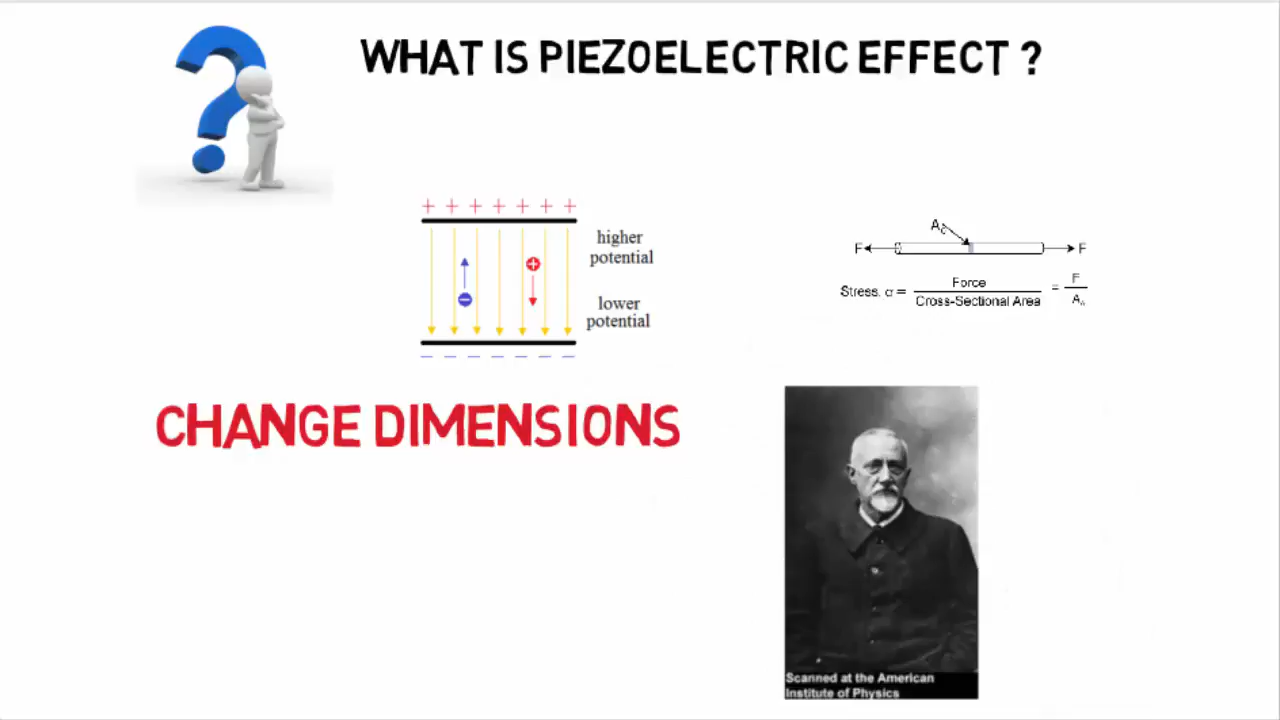 WHAT IS PIEZOELECTRIC EFFECT ?
+ + + + + + +
higher
potential
+
−
lower
potential
− − − − − − −
F
F
Stress, α = Force / Cross-Sectional Area = F / A
CHANGE DIMENSIONS
Scanned at the American
Institute of Physics